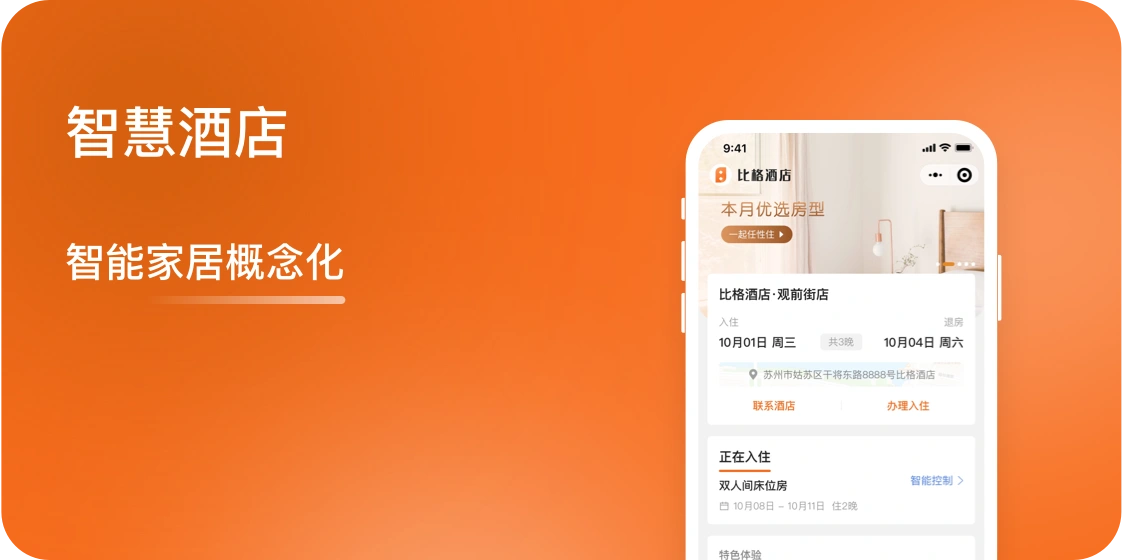 智慧酒店
智能家居概念化
9:41
比格酒店
本月优选房型
一起任性住
比格酒店·观前街店
入住 退房
10月01日 周三 共3晚 10月04日 周六
苏州市姑苏区干将东路8888号比格酒店
联系酒店 办理入住
正在入住
双人间床位房
智能控制
10月08日 – 10月11日 住2晚
特色体验